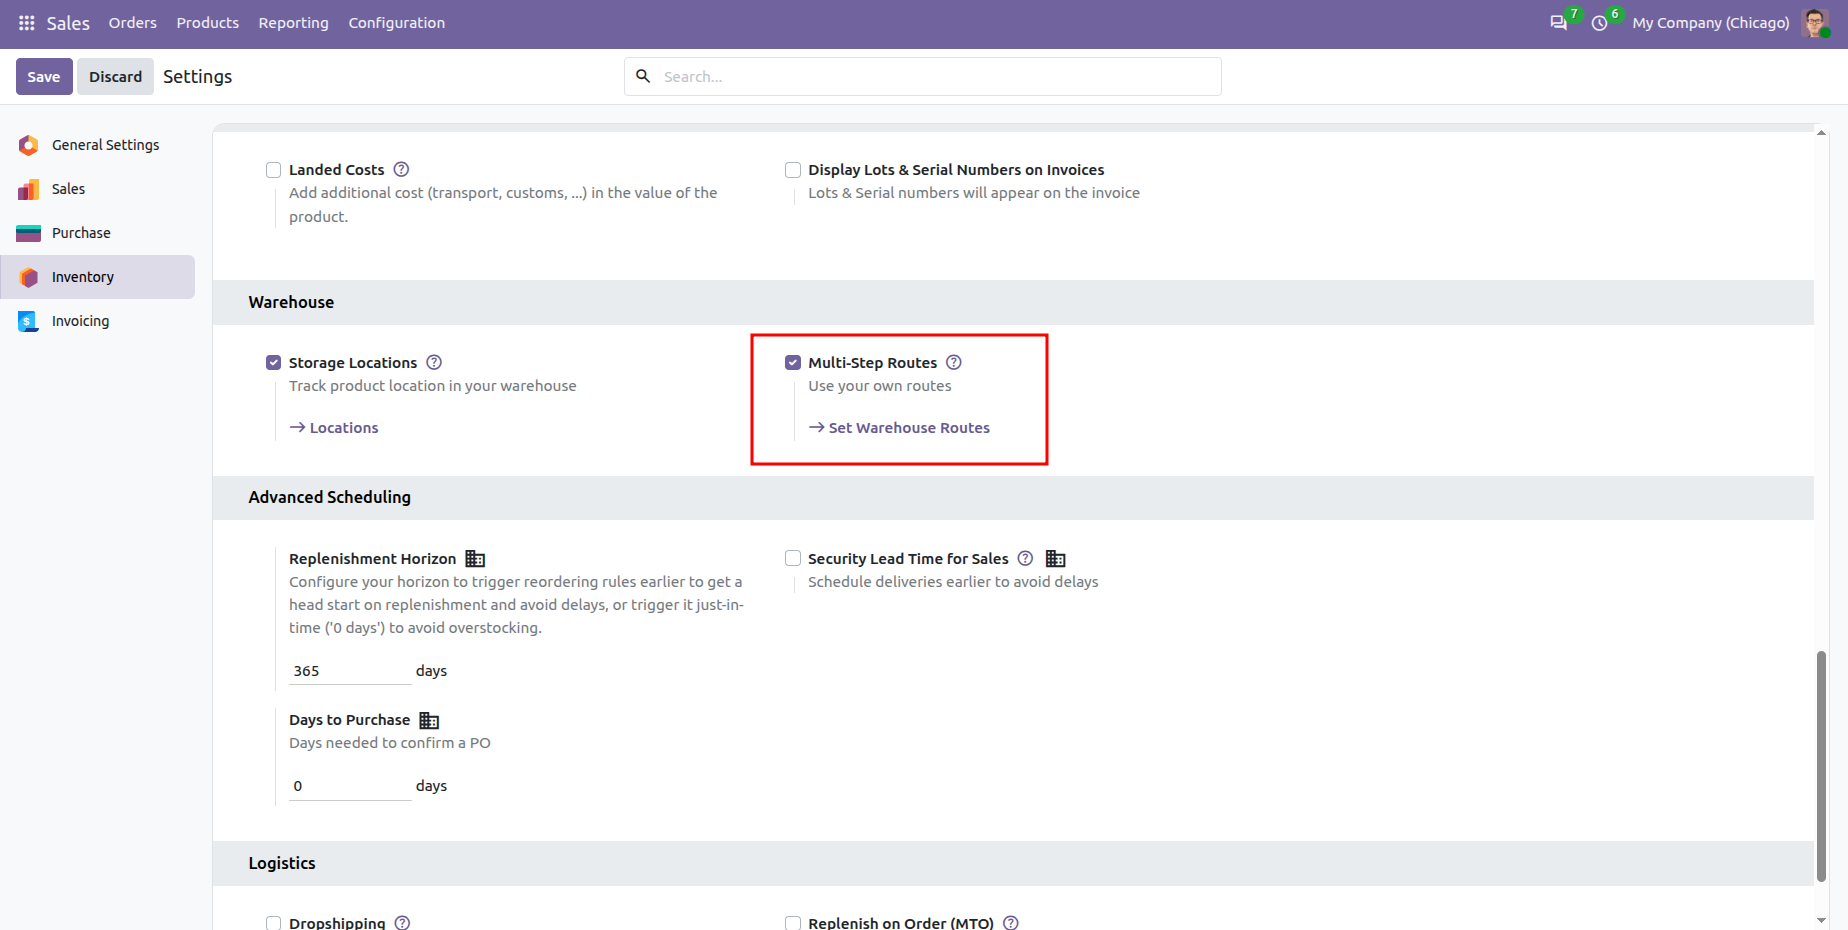 Sales Orders Products Reporting Configuration 7 6 My Company (Chicago)
Save Discard Settings Search...
General Settings
Sales
Purchase
Inventory
Invoicing
Landed Costs ?
Add additional cost (transport, customs, ...) in the value of the
product.
Display Lots & Serial Numbers on Invoices
Lots & Serial numbers will appear on the invoice
Warehouse
Storage Locations ?
Track product location in your warehouse
→ Locations
Multi-Step Routes ?
Use your own routes
→ Set Warehouse Routes
Advanced Scheduling
Replenishment Horizon
Configure your horizon to trigger reordering rules earlier to get a
head start on replenishment and avoid delays, or trigger it just-in-
time ('0 days') to avoid overstocking.
365 days
Security Lead Time for Sales ?
Schedule deliveries earlier to avoid delays
Days to Purchase
Days needed to confirm a PO
0 days
Logistics
Dropshipping ?
Replenish on Order (MTO) ?